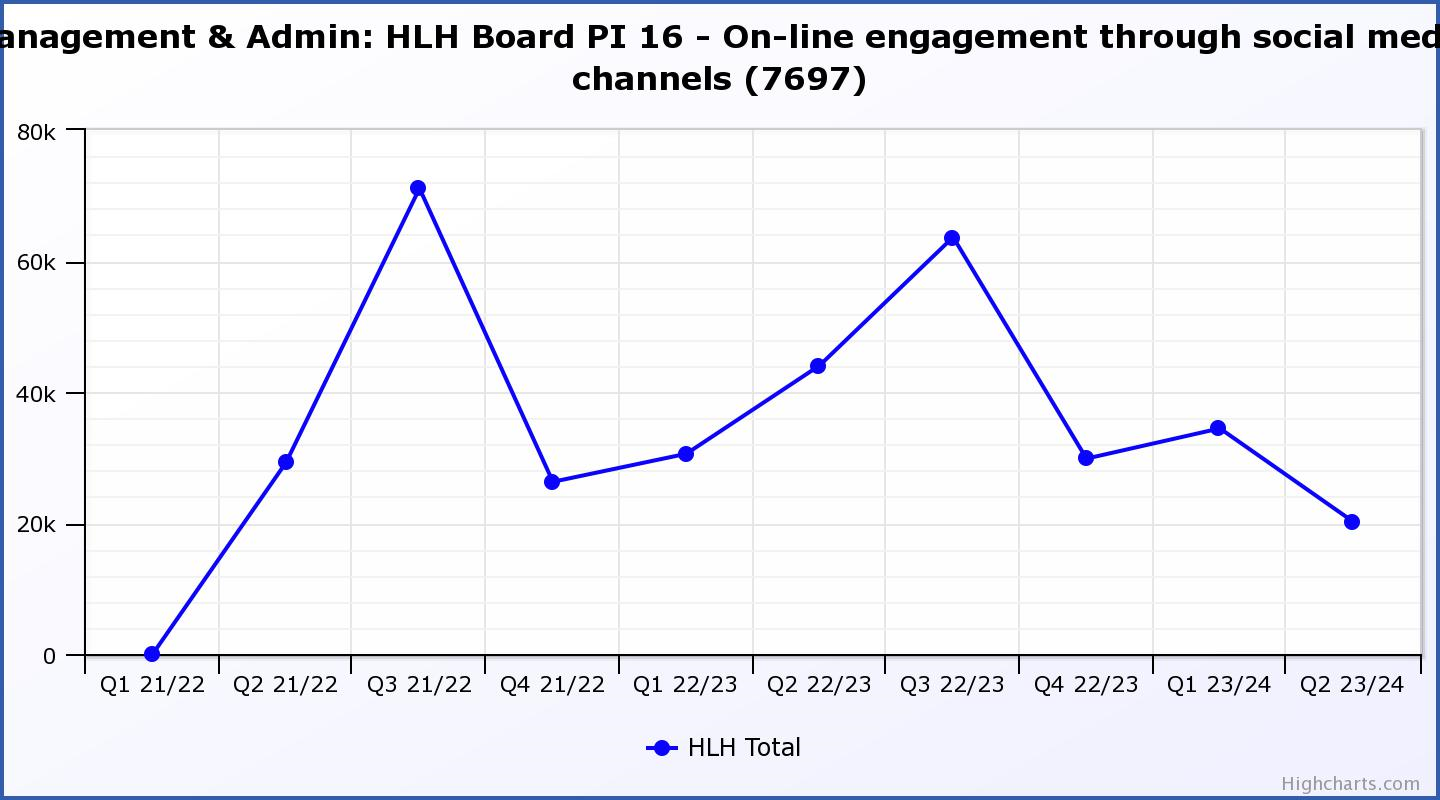 anagement & Admin: HLH Board PI 16 - On-line engagement through social med
channels (7697)
80k
60k
40k
20k
0
Q1 21/22 Q2 21/22 Q3 21/22 Q4 21/22 Q1 22/23 Q2 22/23 Q3 22/23 Q4 22/23 Q1 23/24 Q2 23/24
HLH Total
Highcharts.com